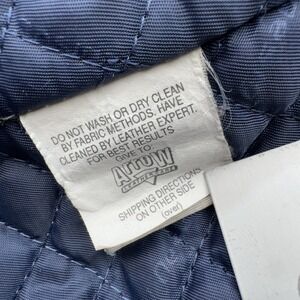 DO NOT WASH OR DRY CLEAN
BY FABRIC METHODS. HAVE
CLEANED BY LEATHER EXPERT.
FOR BEST RESULTS
GIVE TO
ARROW
SHIPPING DIRECTIONS
ON OTHER SIDE
(over)